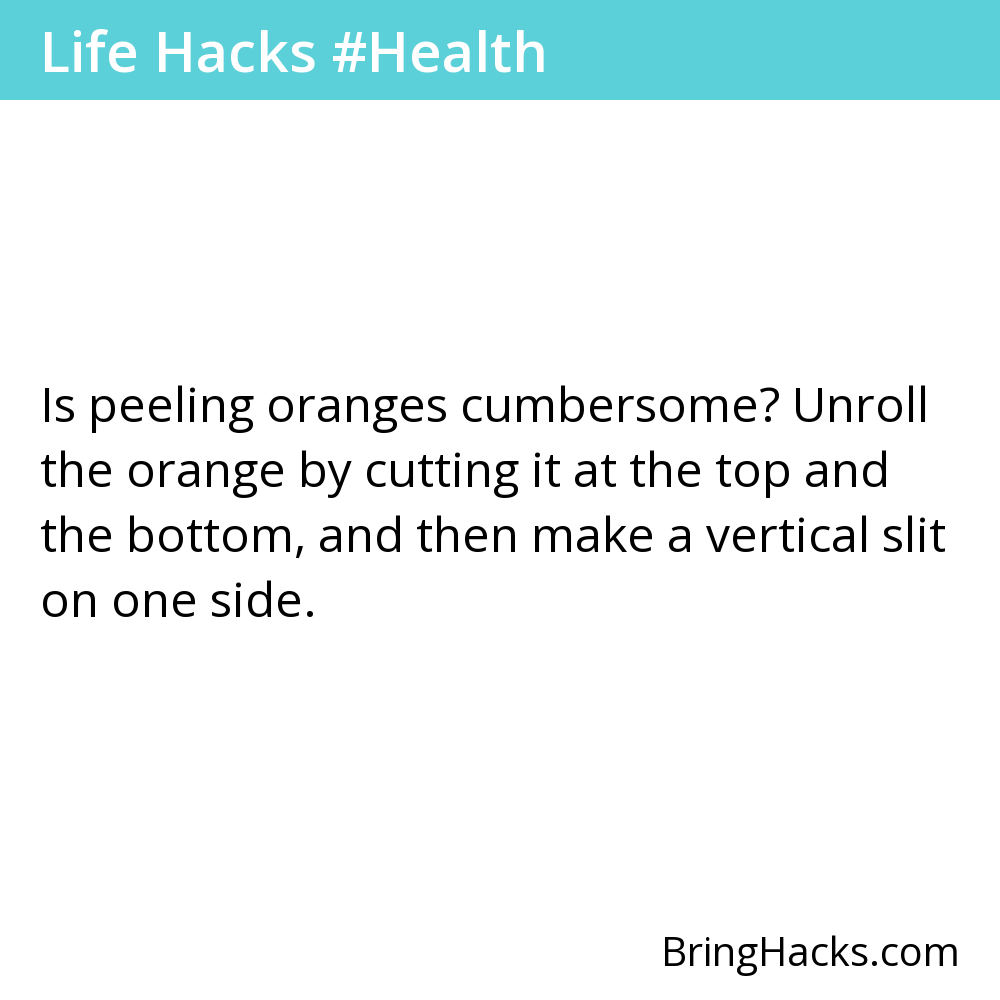 Life Hacks #Health
Is peeling oranges cumbersome? Unroll
the orange by cutting it at the top and
the bottom, and then make a vertical slit
on one side.
BringHacks.com